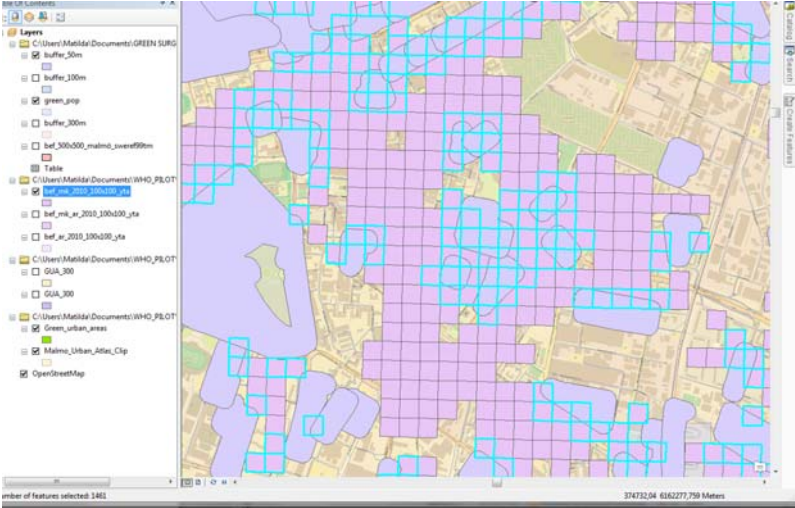 ble Of Contents
Layers
C:\Users\Matilda\Documents\GREEN SURG
buffer_50m
buffer_100m
green_pop
buffer_300m
bef_500x500_malmö_sweref99tm
Table
C:\Users\Matilda\Documents\WHO_PILOT
bef_mk_2010_100x100_yta
bef_mk_ar_2010_100x100_yta
bef_ar_2010_100x100_yta
C:\Users\Matilda\Documents\WHO_PILOT
GUA_300
GUA_300
C:\Users\Matilda\Documents\WHO_PILOT
Green_urban_areas
Malmo_Urban_Atlas_Clip
OpenStreetMap
Catalog
Search
Create Features
umber of features selected: 1461
374732,04 6162277,759 Meters